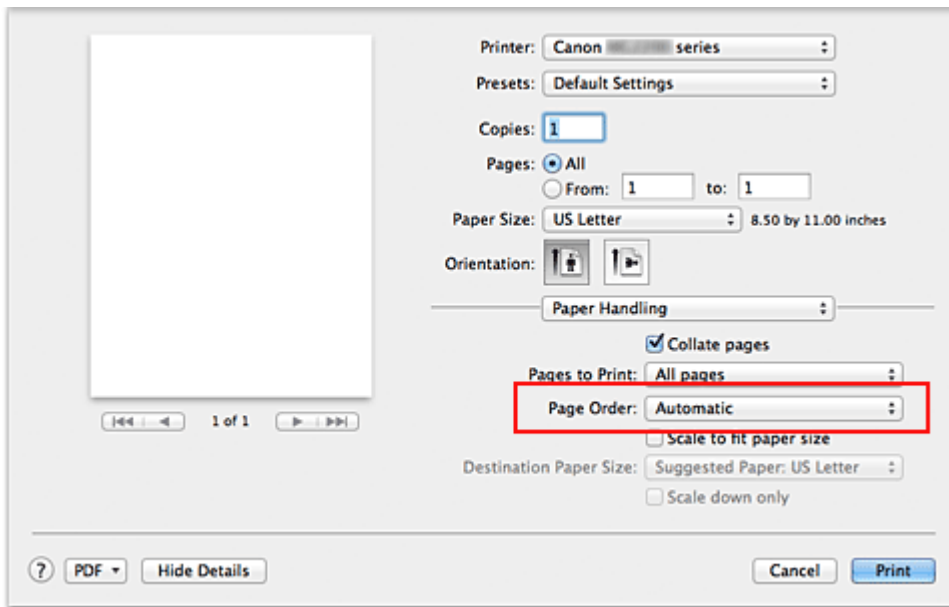 Printer: Canon series
Presets: Default Settings
Copies: 1
Pages: All
From: 1 to: 1
Paper Size: US Letter 8.50 by 11.00 inches
Orientation:
Paper Handling
Collate pages
Pages to Print: All pages
1 of 1
Page Order: Automatic
Scale to fit paper size
Destination Paper Size: Suggested Paper: US Letter
Scale down only
? PDF Hide Details Cancel Print